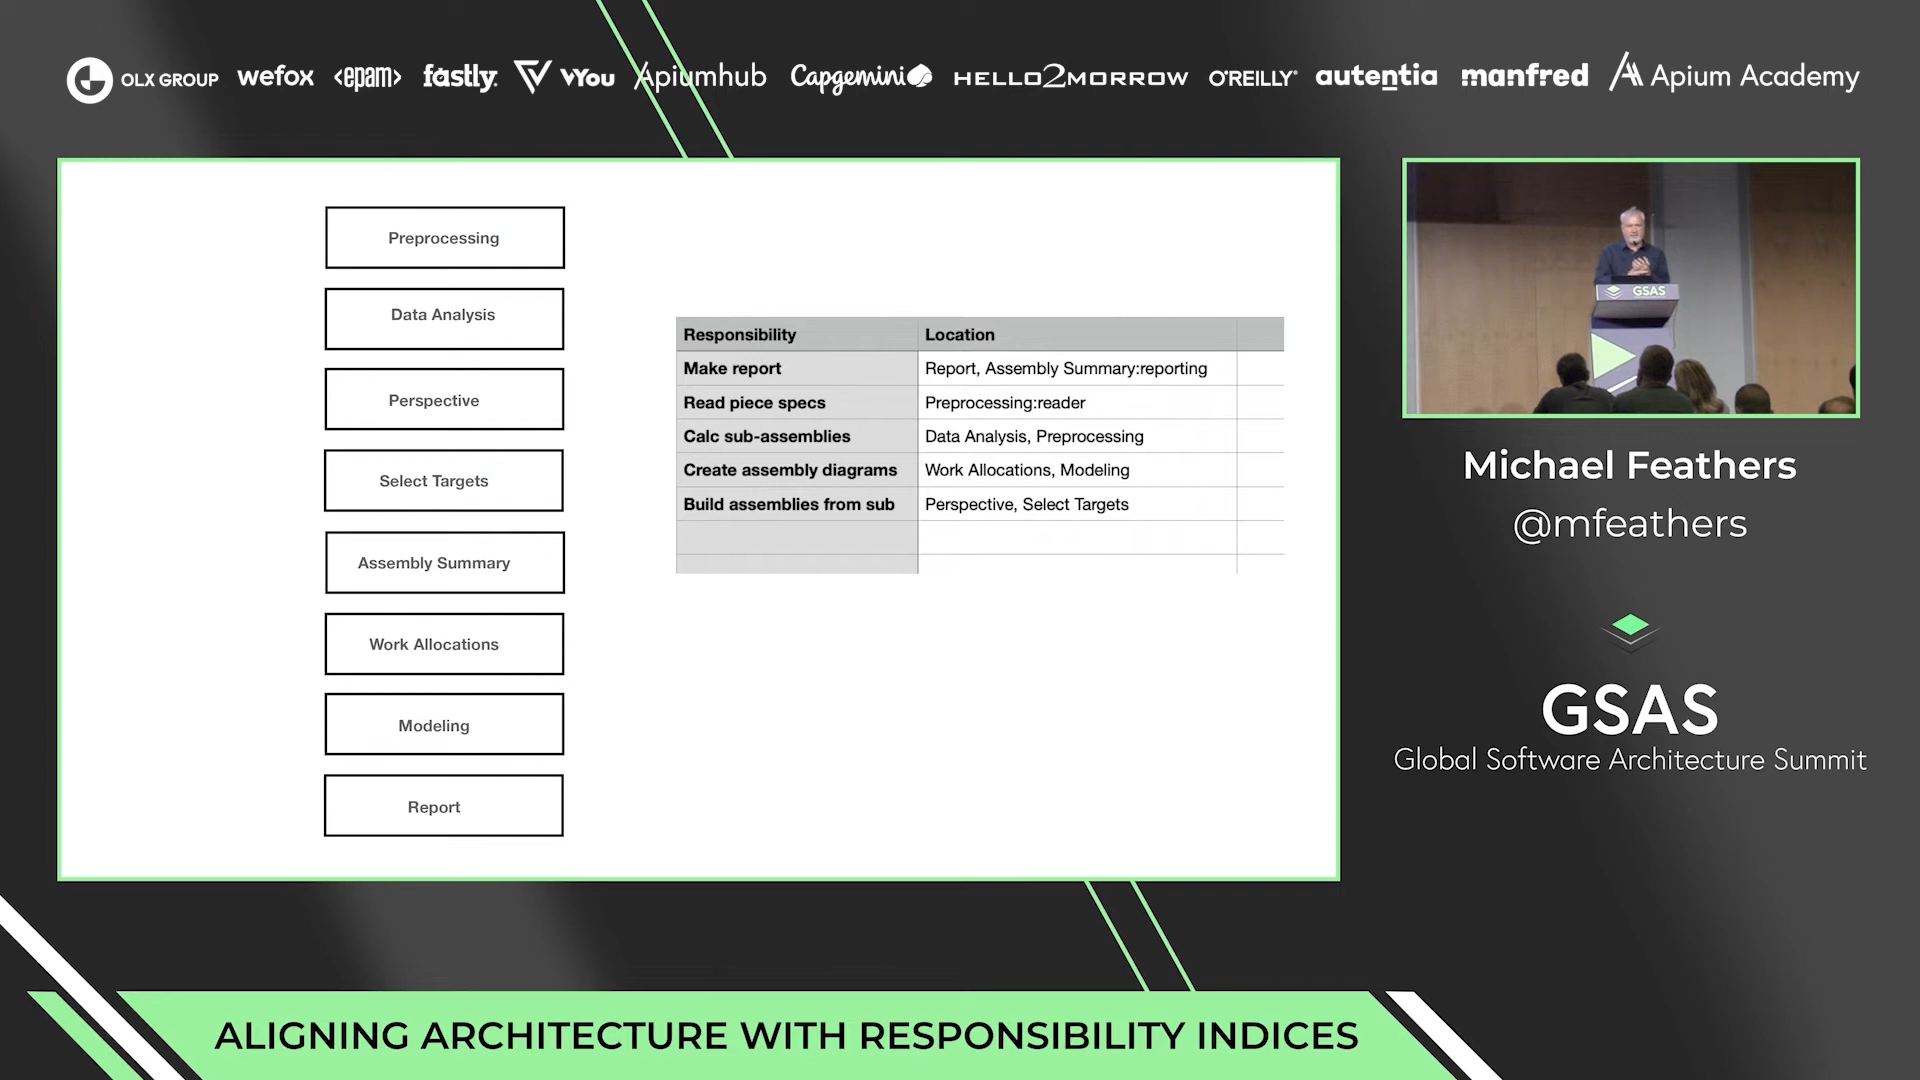 OLX GROUP wefox <epam> fastly VYou Apiumhub Capgemini HELLO2MORROW O'REILLY® autentia manfred Apium Academy
Preprocessing
Data Analysis
Perspective
Select Targets
Assembly Summary
Work Allocations
Modeling
Report
Responsibility Location
Make report Report, Assembly Summary:reporting
Read piece specs Preprocessing:reader
Calc sub-assemblies Data Analysis, Preprocessing
Create assembly diagrams Work Allocations, Modeling
Build assemblies from sub Perspective, Select Targets
GSAS
Michael Feathers
@mfeathers
GSAS
Global Software Architecture Summit
ALIGNING ARCHITECTURE WITH RESPONSIBILITY INDICES